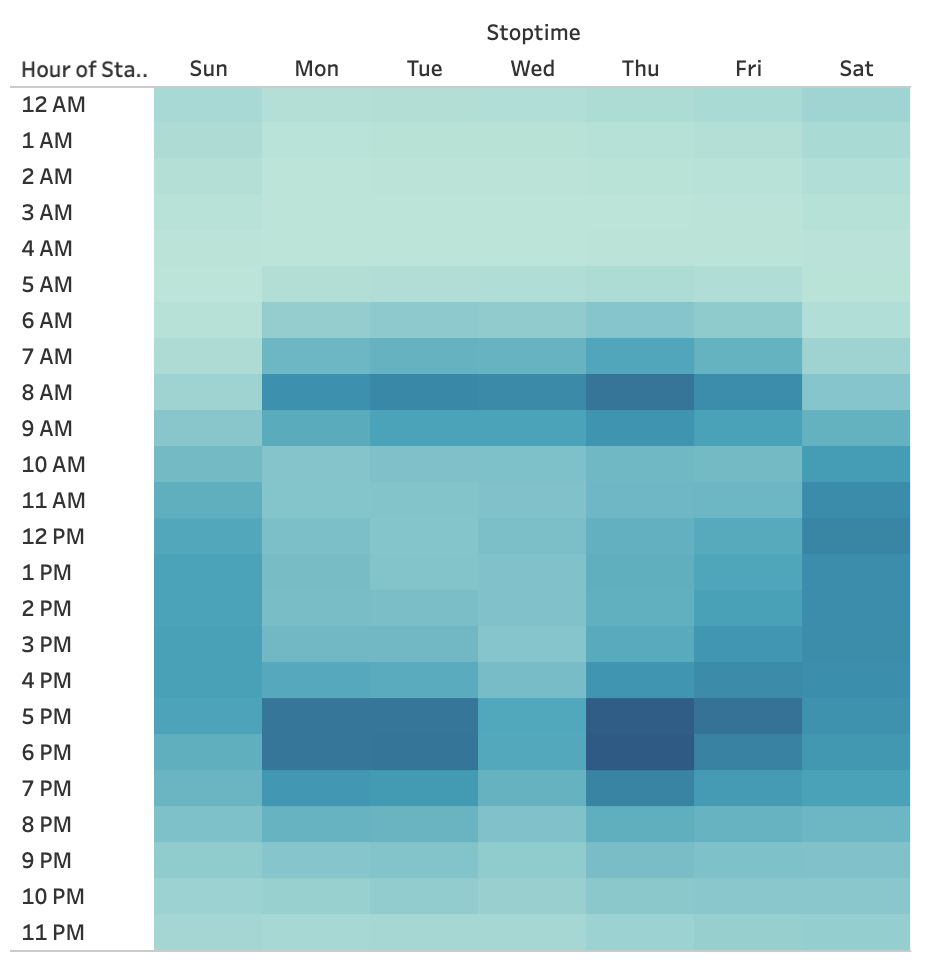 Stoptime
Hour of Sta.. Sun Mon Tue Wed Thu Fri Sat
12 AM
1 AM
2 AM
3 AM
4 AM
5 AM
6 AM
7 AM
8 AM
9 AM
10 AM
11 AM
12 PM
1 PM
2 PM
3 PM
4 PM
5 PM
6 PM
7 PM
8 PM
9 PM
10 PM
11 PM